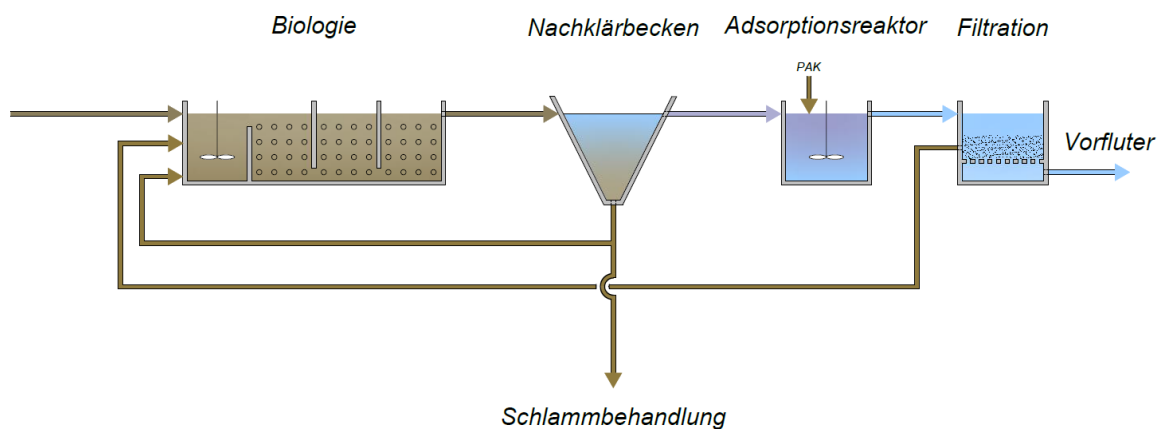 Biologie
Nachklärbecken
Adsorptionsreaktor
Filtration
PAK
Vorfluter
Schlammbehandlung